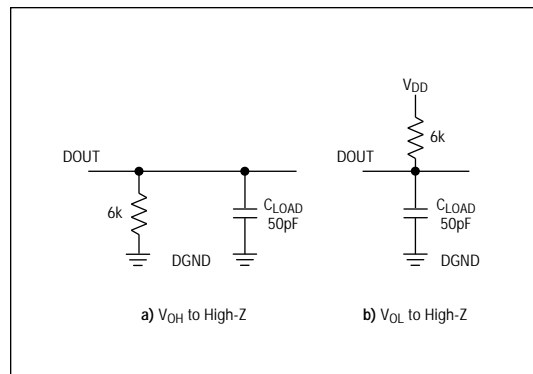 VDD
6k
DOUT
DOUT
6k
CLOAD
50pF
CLOAD
50pF
DGND
DGND
a) VOH to High-Z
b) VOL to High-Z